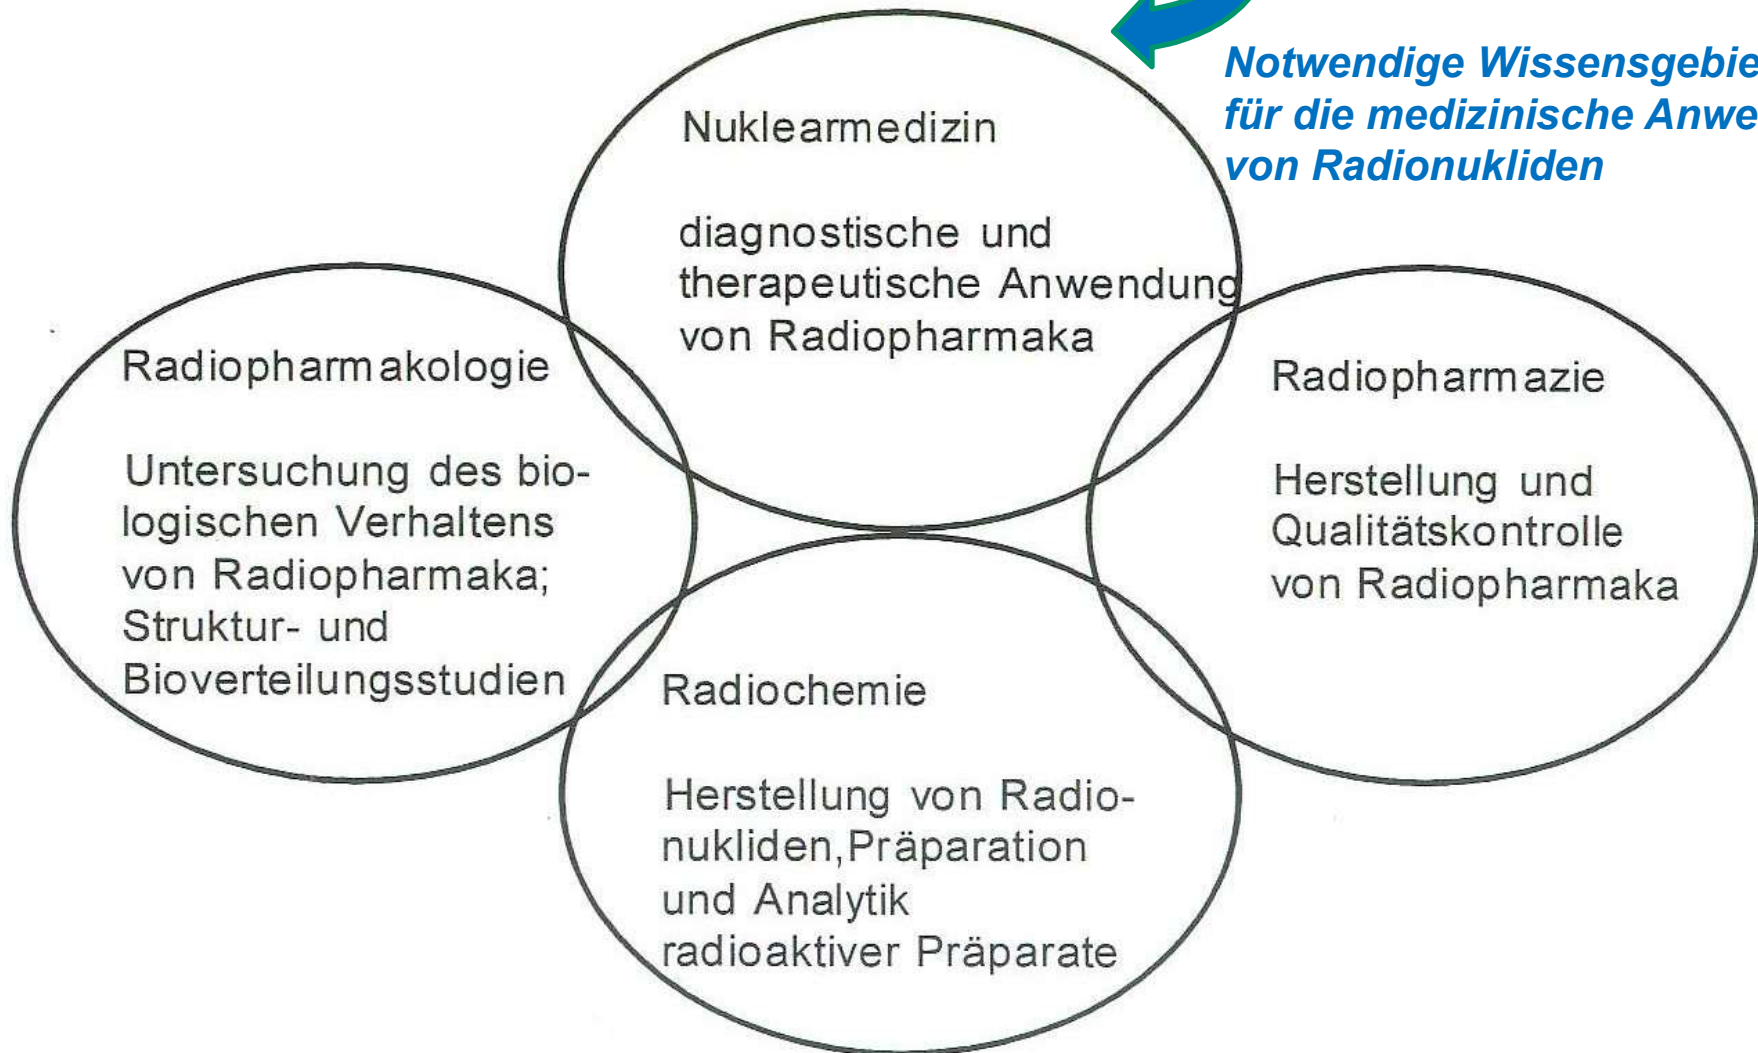 Notwendige Wissensgebie
für die medizinische Anwe
von Radionukliden
Nuklearmedizin
diagnostische und
therapeutische Anwendung
von Radiopharmaka
Radiopharmakologie
Untersuchung des bio-
logischen Verhaltens
von Radiopharmaka;
Struktur- und
Bioverteilungsstudien
Radiopharmazie
Herstellung und
Qualitätskontrolle
von Radiopharmaka
Radiochemie
Herstellung von Radio-
nukliden,Präparation
und Analytik
radioaktiver Präparate